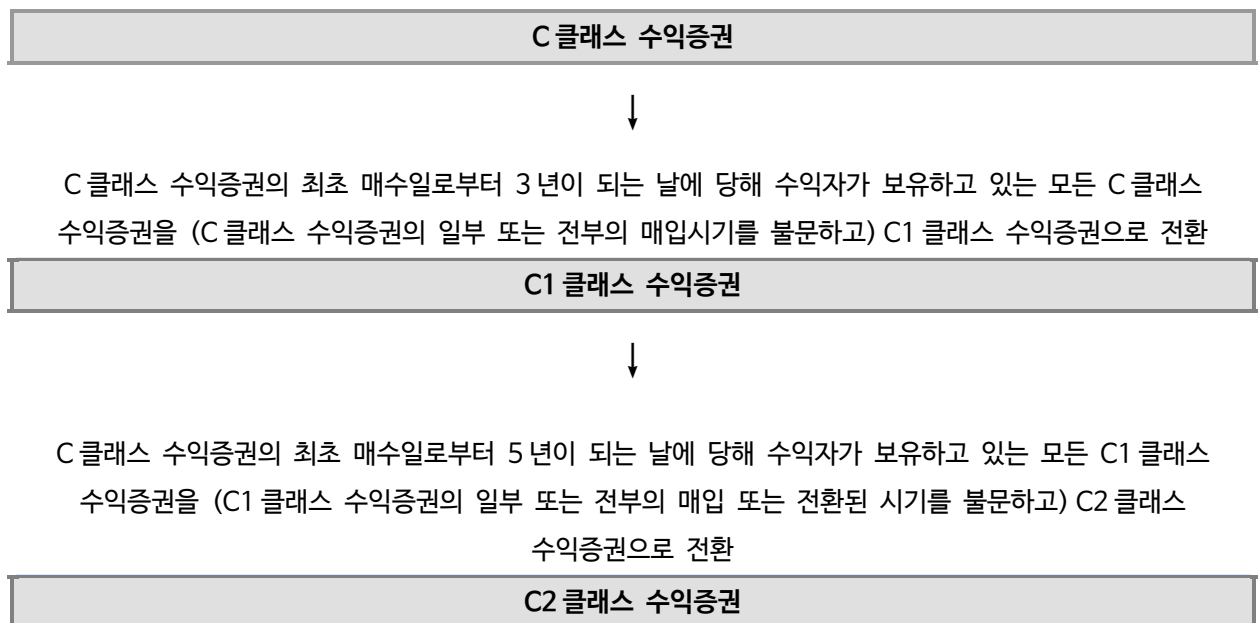 C 클래스 수익증권
↓
C 클래스 수익증권의 최초 매수일로부터 3 년이 되는 날에 당해 수익자가 보유하고 있는 모든 C 클래스
수익증권을 (C 클래스 수익증권의 일부 또는 전부의 매입시기를 불문하고) C1 클래스 수익증권으로 전환
C1 클래스 수익증권
↓
C 클래스 수익증권의 최초 매수일로부터 5 년이 되는 날에 당해 수익자가 보유하고 있는 모든 C1 클래스
수익증권을 (C1 클래스 수익증권의 일부 또는 전부의 매입 또는 전환된 시기를 불문하고) C2 클래스
수익증권으로 전환
C2 클래스 수익증권